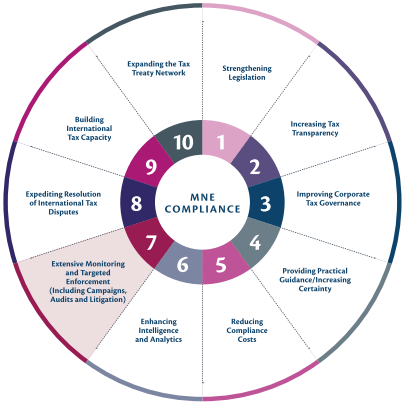 Expanding the Tax
Treaty Network
Strengthening
Legislation
Building
International
Tax Capacity
Increasing Tax
Transparency
10
1
9
2
Expediting Resolution
of International Tax
Disputes
8
MNE
COMPLIANCE
3
Improving Corporate
Tax Governance
7
4
6
5
Extensive Monitoring
and Targeted
Enforcement
(Including Campaigns,
Audits and Litigation)
Providing Practical
Guidance/Increasing
Certainty
Enhancing
Intelligence
and Analytics
Reducing
Compliance
Costs